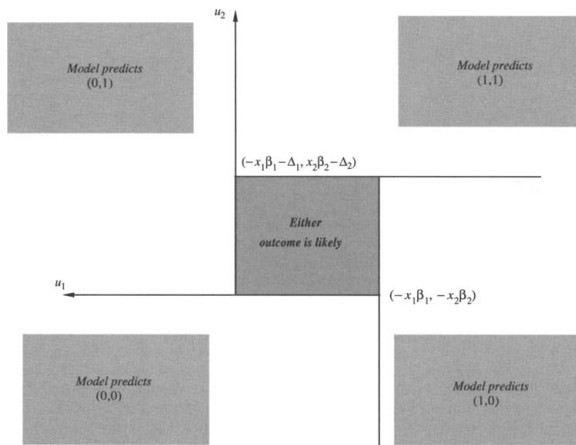 u2
Model predicts
(0,1)
Model predicts
(1,1)
(−x1β1−Δ1, x2β2−Δ2)
Either
outcome is likely
u1
(−x1β1, −x2β2)
Model predicts
(0,0)
Model predicts
(1,0)